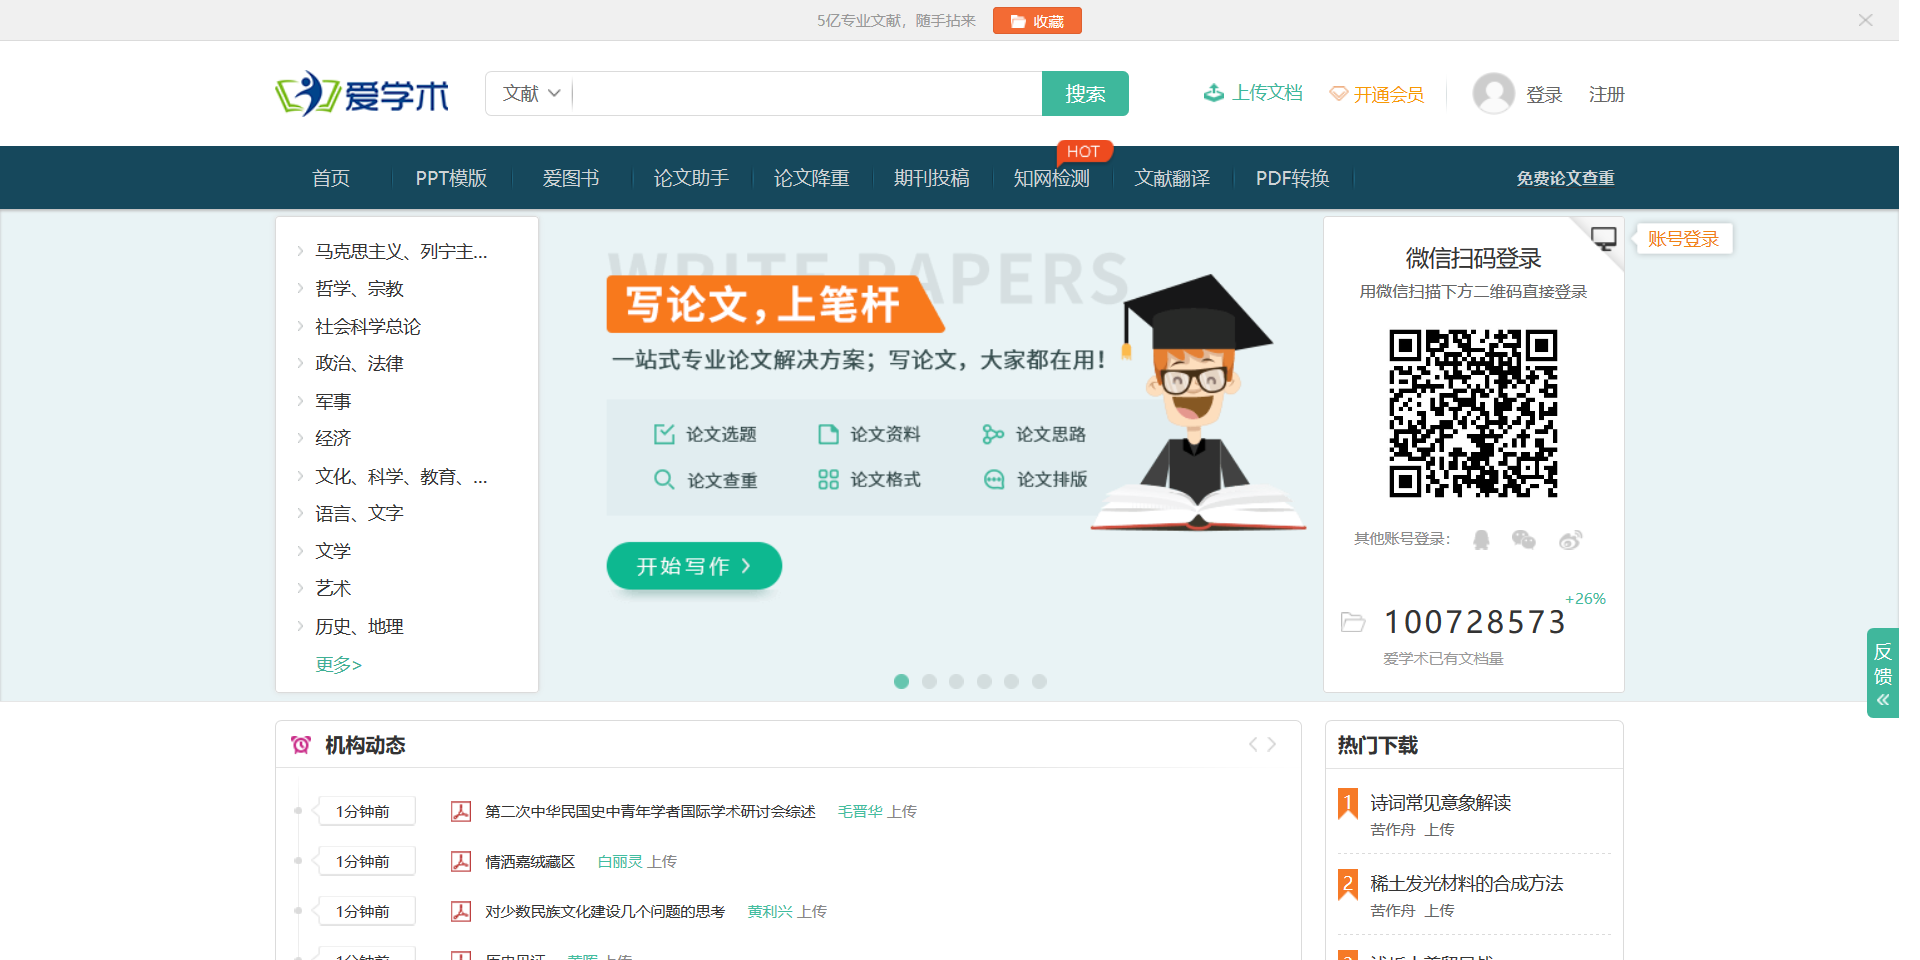 5亿专业文献，随手拈来 收藏
爱学术
文献 搜索
上传文档 开通会员 登录 注册
首页 PPT模版 爱图书 论文助手 论文降重 期刊投稿 知网检测 HOT 文献翻译 PDF转换 免费论文查重
马克思主义、列宁主...
哲学、宗教
社会科学总论
政治、法律
军事
经济
文化、科学、教育、...
语言、文字
文学
艺术
历史、地理
更多>
WRITE PAPERS
写论文，上笔杆
一站式专业论文解决方案；写论文，大家都在用！
论文选题 论文资料 论文思路
论文查重 论文格式 论文排版
开始写作
微信扫码登录
账号登录
用微信扫描下方二维码直接登录
其他账号登录：
+26%
100728573
爱学术已有文档量
反馈
机构动态
1分钟前 第二次中华民国史中青年学者国际学术研讨会综述 毛晋华 上传
1分钟前 情洒嘉绒藏区 白丽灵 上传
1分钟前 对少数民族文化建设几个问题的思考 黄利兴 上传
1分钟前
热门下载
1 诗词常见意象解读
苦作舟 上传
2 稀土发光材料的合成方法
苦作舟 上传